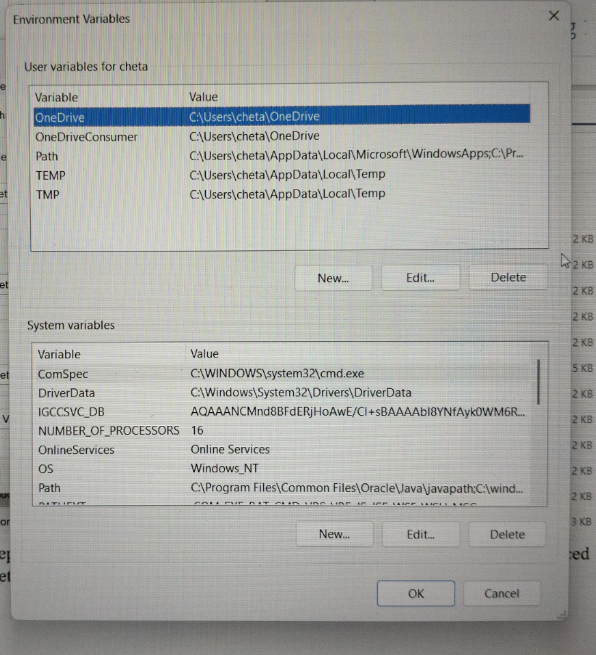 Environment Variables
User variables for cheta
Variable Value
OneDrive C:\Users\cheta\OneDrive
OneDriveConsumer C:\Users\cheta\OneDrive
Path C:\Users\cheta\AppData\Local\Microsoft\WindowsApps;C:\Pr...
TEMP C:\Users\cheta\AppData\Local\Temp
TMP C:\Users\cheta\AppData\Local\Temp
New... Edit... Delete
System variables
Variable Value
ComSpec C:\WINDOWS\system32\cmd.exe
DriverData C:\Windows\System32\Drivers\DriverData
IGCCSVC_DB AQAAANCMnd8BFdERjHoAwE/Cl+sBAAAAbI8YNfAyk0WM6R...
NUMBER_OF_PROCESSORS 16
OnlineServices Online Services
OS Windows_NT
Path C:\Program Files\Common Files\Oracle\Java\javapath;C:\wind...
New... Edit... Delete
OK Cancel
2 KB
2 KB
2 KB
2 KB
2 KB
5 KB
2 KB
2 KB
2 KB
2 KB
2 KB
3 KB